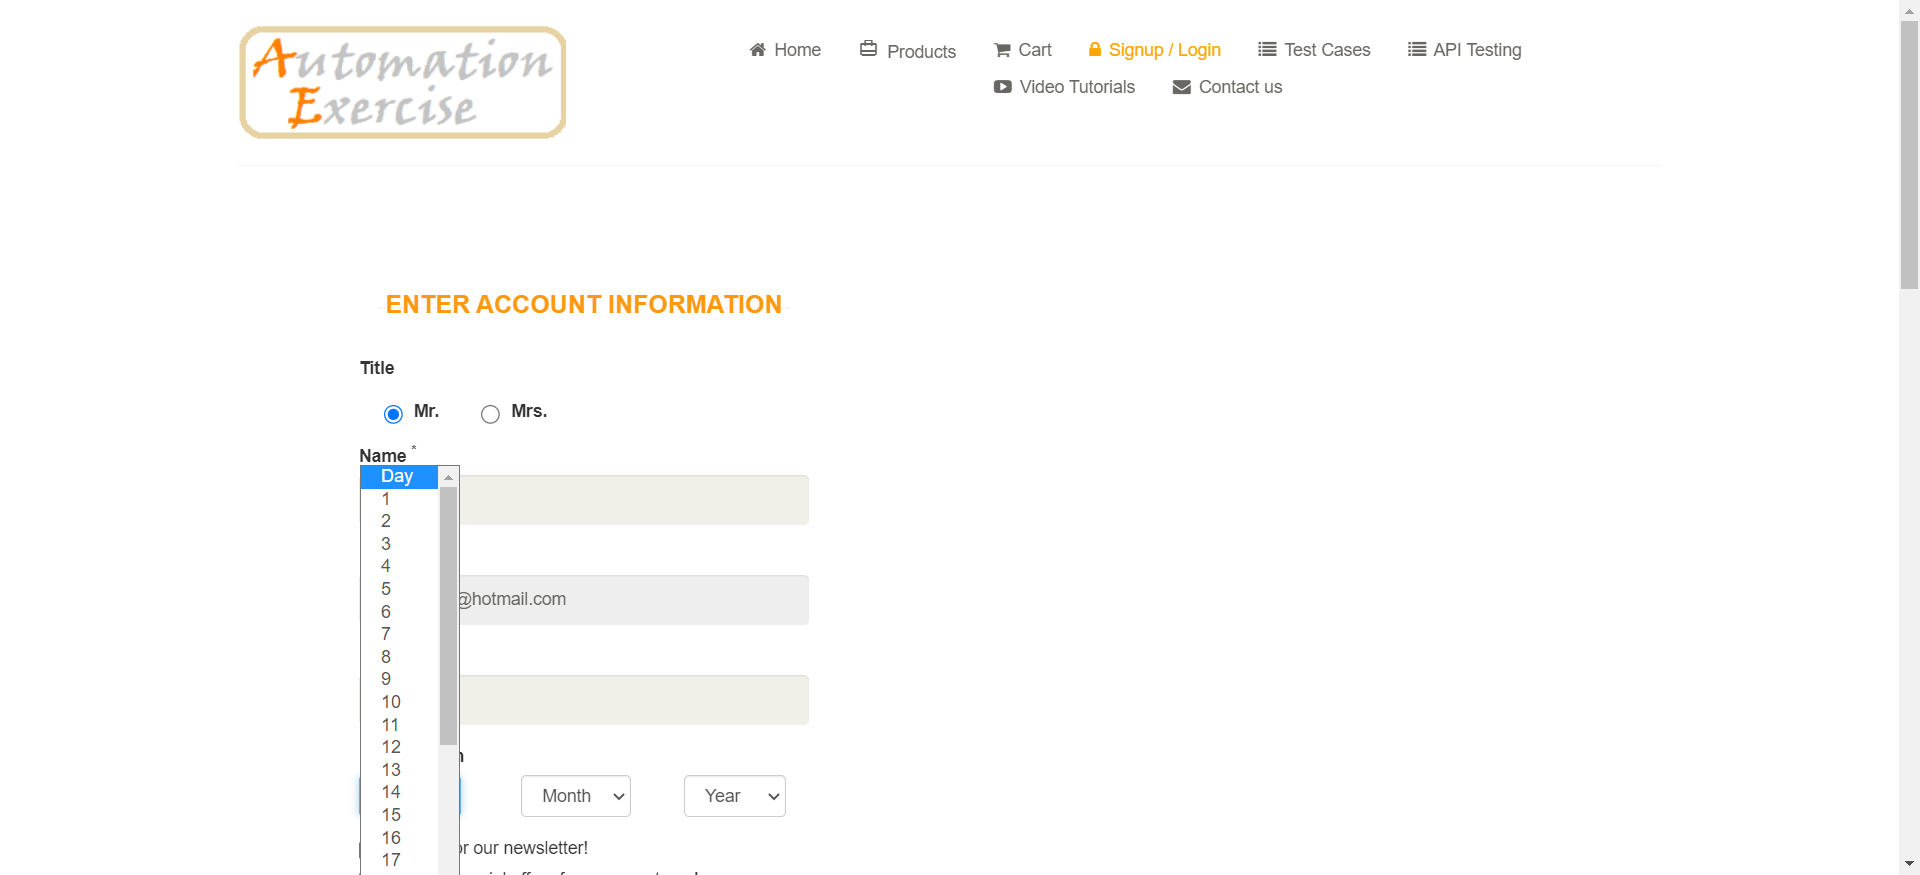 Automation
Exercise
Home
Products
Cart
Signup / Login
Test Cases
API Testing
Video Tutorials
Contact us
ENTER ACCOUNT INFORMATION
Title
Mr.
Mrs.
Name *
Day
1
2
3
4
5
@hotmail.com
6
7
8
9
10
11
12
13
14
Month
Year
15
16
or our newsletter!
17